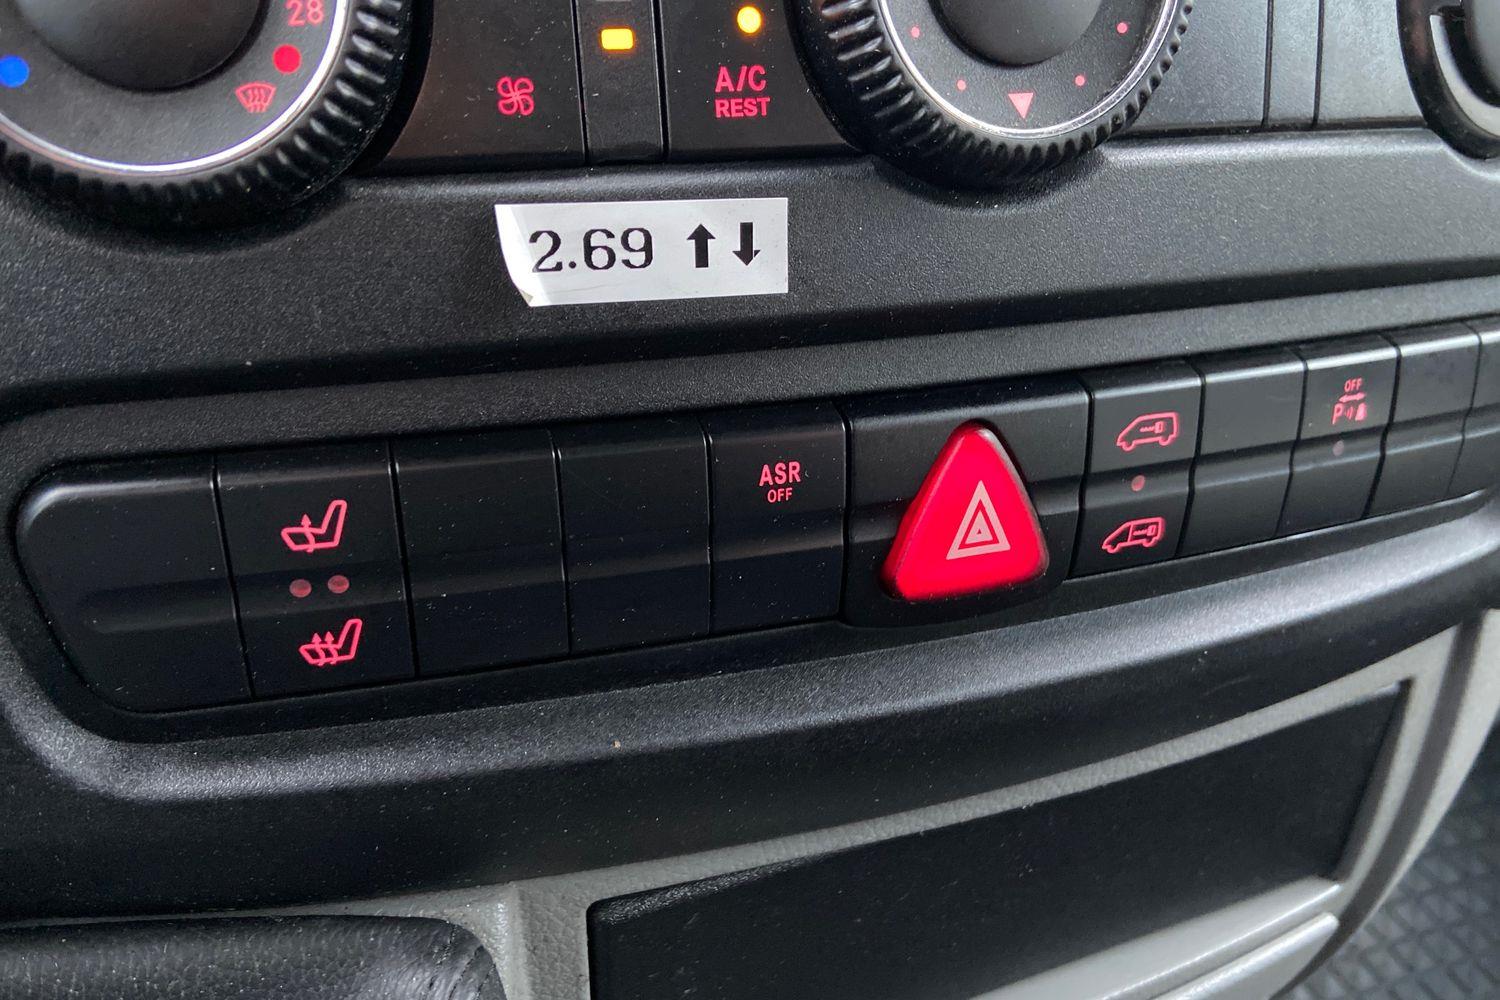 28
A/C
REST
2.69 ↑↓
ASR
OFF
OFF
P